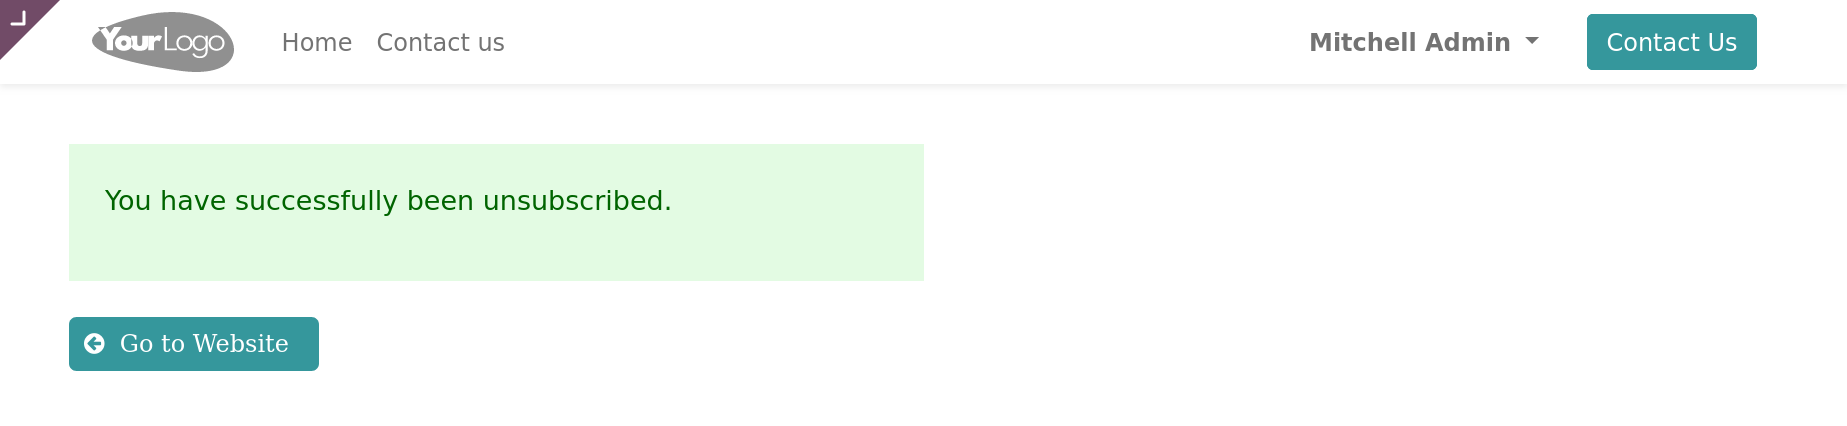 YourLogo
Home
Contact us
Mitchell Admin
Contact Us
You have successfully been unsubscribed.
Go to Website